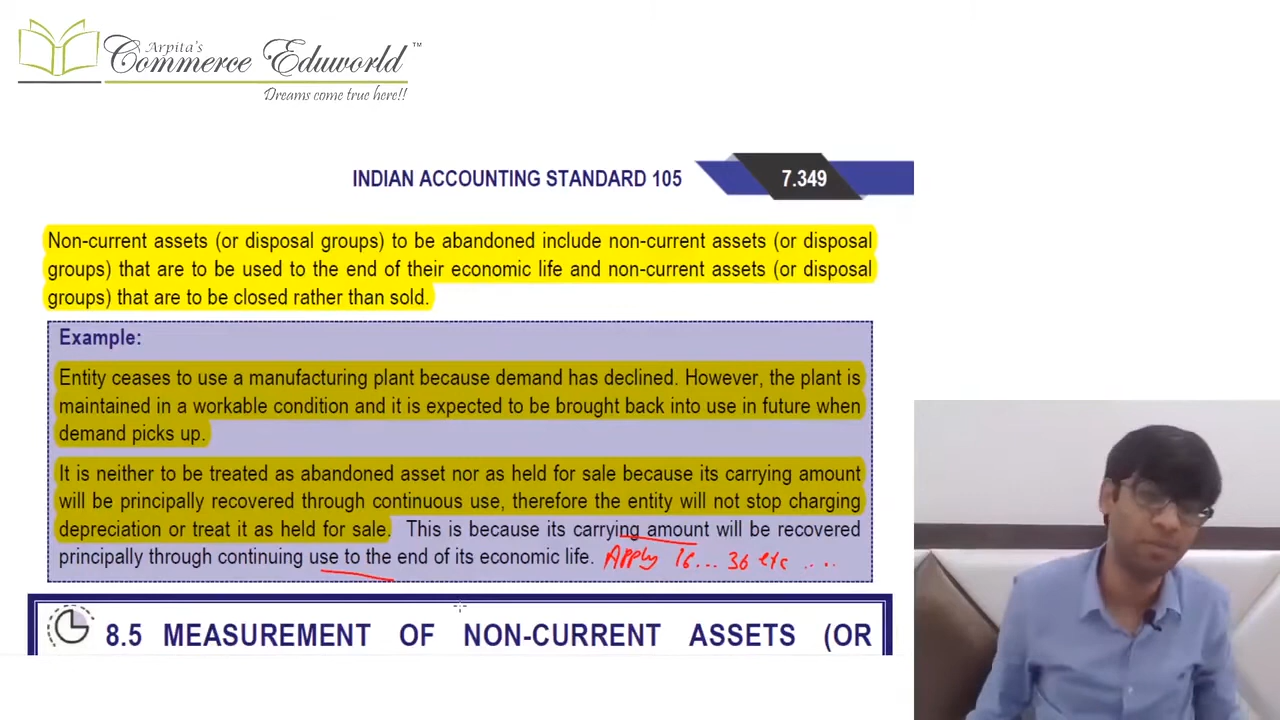 Arpita's
Commerce Eduworld™
Dreams come true here!!
INDIAN ACCOUNTING STANDARD 105
7.349
Non-current assets (or disposal groups) to be abandoned include non-current assets (or disposal
groups) that are to be used to the end of their economic life and non-current assets (or disposal
groups) that are to be closed rather than sold.
Example:
Entity ceases to use a manufacturing plant because demand has declined. However, the plant is
maintained in a workable condition and it is expected to be brought back into use in future when
demand picks up.
It is neither to be treated as abandoned asset nor as held for sale because its carrying amount
will be principally recovered through continuous use, therefore the entity will not stop charging
depreciation or treat it as held for sale. This is because its carrying amount will be recovered
principally through continuing use to the end of its economic life. Apply 16... 36 etc ....
8.5 MEASUREMENT OF NON-CURRENT ASSETS (OR